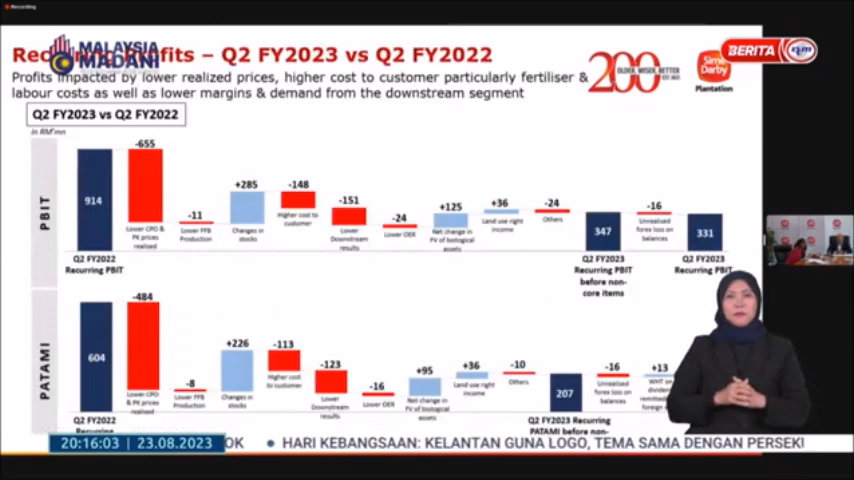 Recording
Recurring Profits – Q2 FY2023 vs Q2 FY2022
MALAYSIA
MADANI
BERITA rtm
200 OLDER. WISER. BETTER
Sime
Darby
Plantation
Profits impacted by lower realized prices, higher cost to customer particularly fertiliser &
labour costs as well as lower margins & demand from the downstream segment
Q2 FY2023 vs Q2 FY2022
in RM'mn
PBIT
914
-655
-11
+285
-148
-151
-24
+125
+36
-24
347
-16
331
Q2 FY2022
Recurring PBIT
Lower CPO &
PK prices
realised
Lower FFB
Production
Changes in
stocks
Higher cost to
customer
Lower
Downstream
results
Lower OER
Net change in
FV of biological
assets
Land use right
income
Others
Q2 FY2023
Recurring PBIT
before non-
core items
Unrealised
forex loss on
balances
Q2 FY2023
Recurring PBIT
PATAMI
604
-484
-8
+226
-113
-123
-16
+95
+36
-10
207
-16
+13
Q2 FY2022
Lower CPO
& PK prices
realised
Lower FFB
Production
Changes in
stocks
Higher cost
to customer
Lower
Downstream
results
Lower OER
Net change in
FV of biological
assets
Land use right
income
Others
Q2 FY2023 Recurring
PATAMI before non-
Unrealised
forex loss on
balances
WHT on
20:16:03 | 23.08.2023
OK • HARI KEBANGSAAN: KELANTAN GUNA LOGO, TEMA SAMA DENGAN PERSEKU